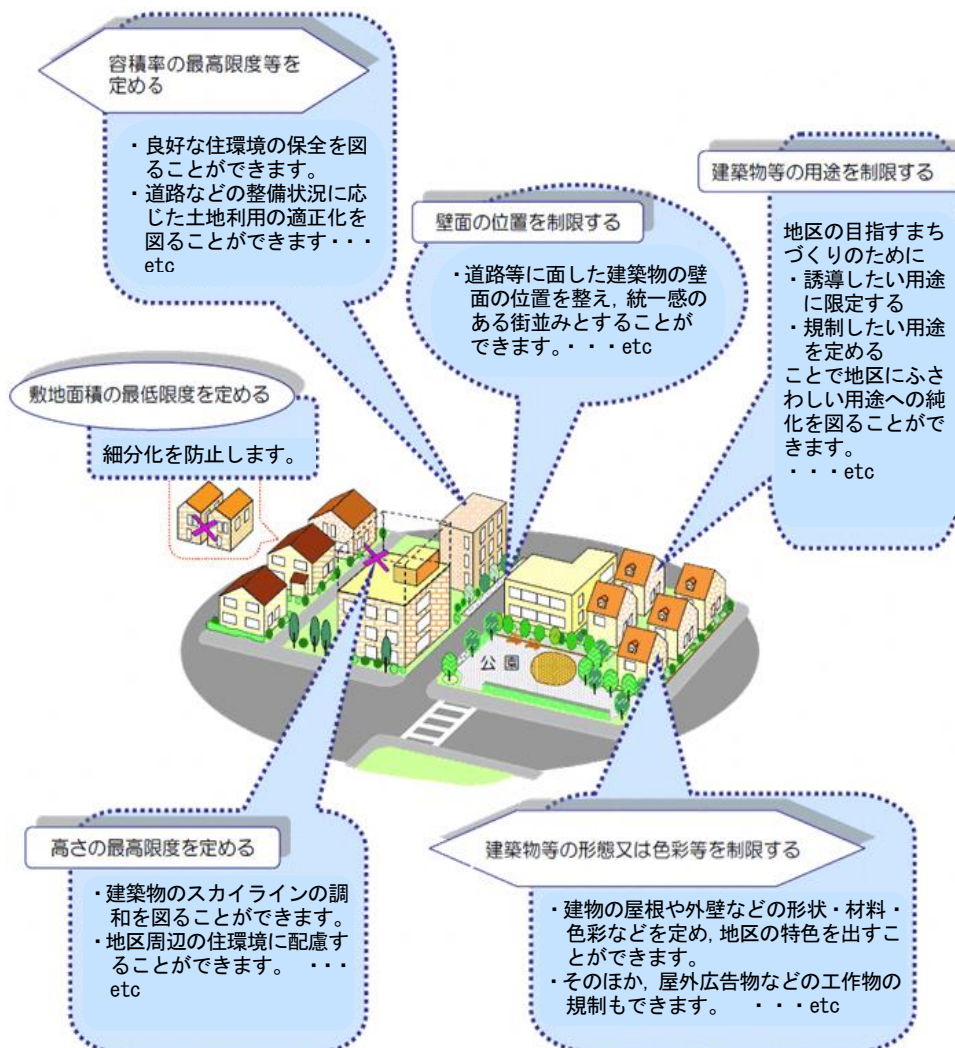 容積率の最高限度等を
定める
・良好な住環境の保全を図
ることができます。
・道路などの整備状況に応
じた土地利用の適正化を
図ることができます・・・
etc
壁面の位置を制限する
・道路等に面した建築物の壁
面の位置を整え,統一感の
ある街並みとすることが
できます。・・・etc
建築物等の用途を制限する
地区の目指すまち
づくりのために
・誘導したい用途
に限定する
・規制したい用途
を定める
ことで地区にふさ
わしい用途への純
化を図ることがで
きます。
・・・etc
敷地面積の最低限度を定める
細分化を防止します。
公園
高さの最高限度を定める
・建築物のスカイラインの調
和を図ることができます。
・地区周辺の住環境に配慮す
ることができます。 ・・・
etc
建築物等の形態又は色彩等を制限する
・建物の屋根や外壁などの形状・材料・
色彩などを定め,地区の特色を出すこ
とができます。
・そのほか,屋外広告物などの工作物の
規制もできます。 ・・・etc